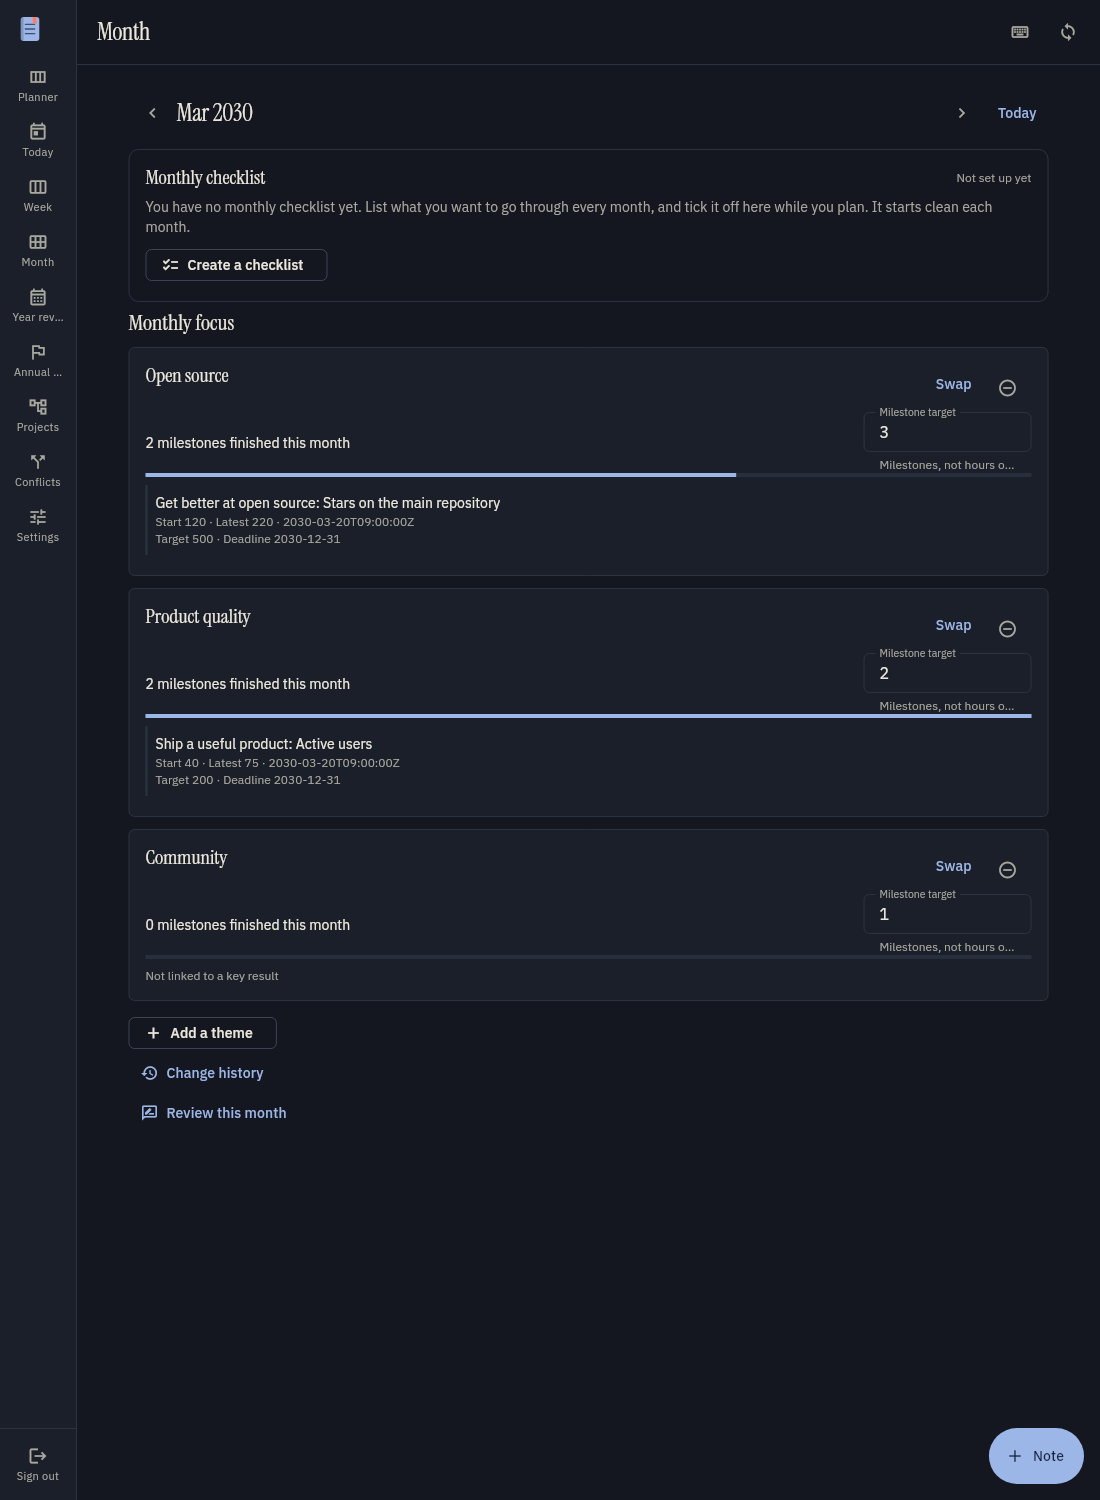 Month
Planner
Today
Week
Month
Year rev...
Annual ...
Projects
Conflicts
Settings
Sign out
Mar 2030
Today
Monthly checklist
Not set up yet
You have no monthly checklist yet. List what you want to go through every month, and tick it off here while you plan. It starts clean each
month.
Create a checklist
Monthly focus
Open source
Swap
Milestone target
3
2 milestones finished this month
Milestones, not hours o...
Get better at open source: Stars on the main repository
Start 120 · Latest 220 · 2030-03-20T09:00:00Z
Target 500 · Deadline 2030-12-31
Product quality
Swap
Milestone target
2
2 milestones finished this month
Milestones, not hours o...
Ship a useful product: Active users
Start 40 · Latest 75 · 2030-03-20T09:00:00Z
Target 200 · Deadline 2030-12-31
Community
Swap
Milestone target
1
0 milestones finished this month
Milestones, not hours o...
Not linked to a key result
Add a theme
Change history
Review this month
Note